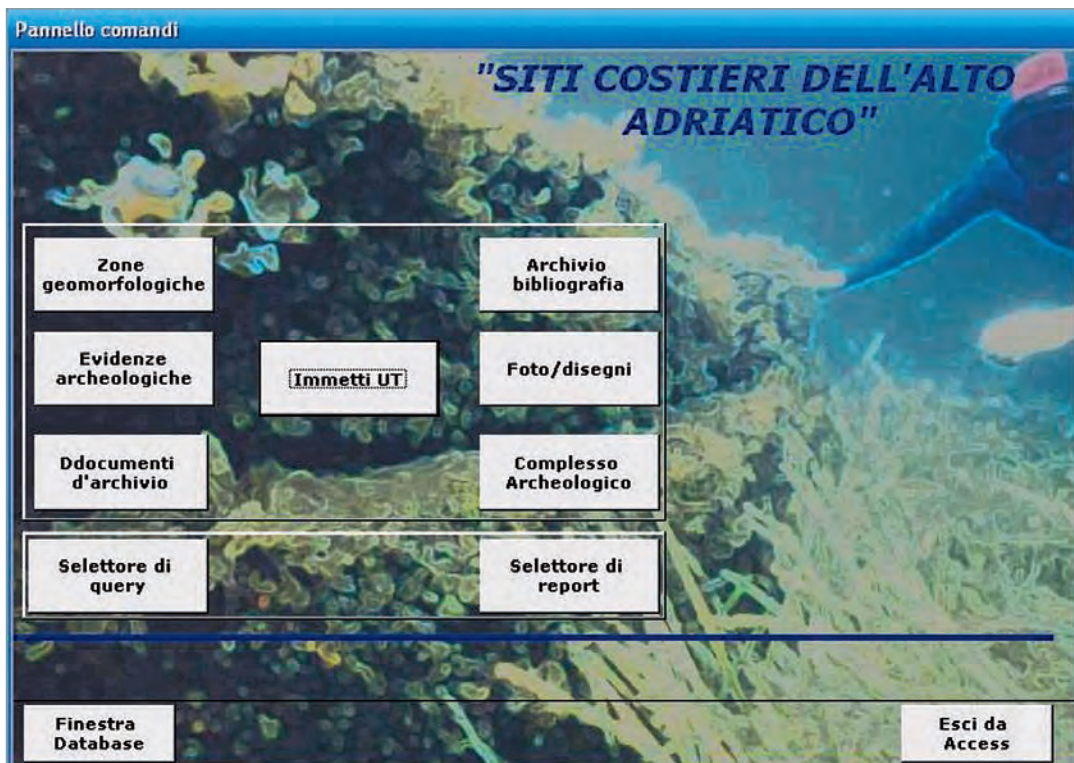 Pannello comandi
"SITI COSTIERI DELL'ALTO
ADRIATICO"
Zone
geomorfologiche
Archivio
bibliografia
Evidenze
archeologiche
Immetti UT
Foto/disegni
Ddocumenti
d'archivio
Complesso
Archeologico
Selettore di
query
Selettore di
report
Finestra
Database
Esci da
Access